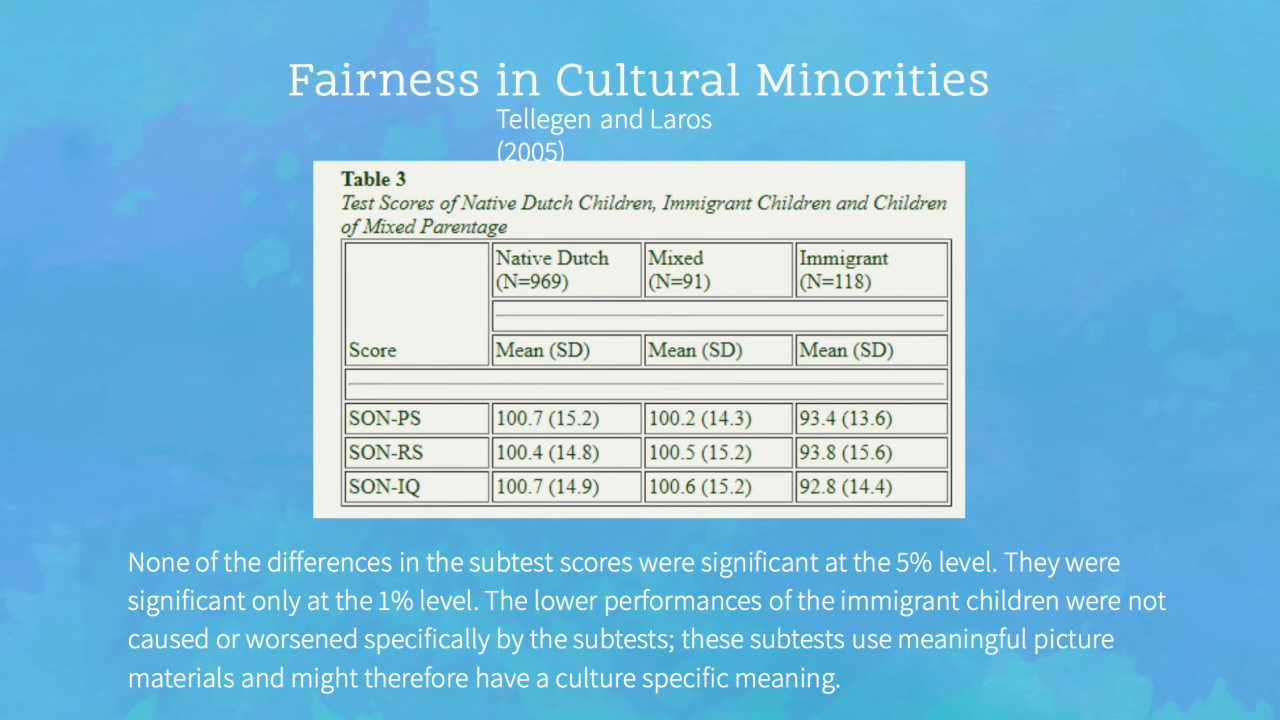 Fairness in Cultural Minorities
Tellegen and Laros
(2005)
Table 3
Test Scores of Native Dutch Children, Immigrant Children and Children
of Mixed Parentage
Native Dutch Mixed Immigrant
(N=969) (N=91) (N=118)
Score Mean (SD) Mean (SD) Mean (SD)
SON-PS 100.7 (15.2) 100.2 (14.3) 93.4 (13.6)
SON-RS 100.4 (14.8) 100.5 (15.2) 93.8 (15.6)
SON-IQ 100.7 (14.9) 100.6 (15.2) 92.8 (14.4)
None of the differences in the subtest scores were significant at the 5% level. They were
significant only at the 1% level. The lower performances of the immigrant children were not
caused or worsened specifically by the subtests; these subtests use meaningful picture
materials and might therefore have a culture specific meaning.